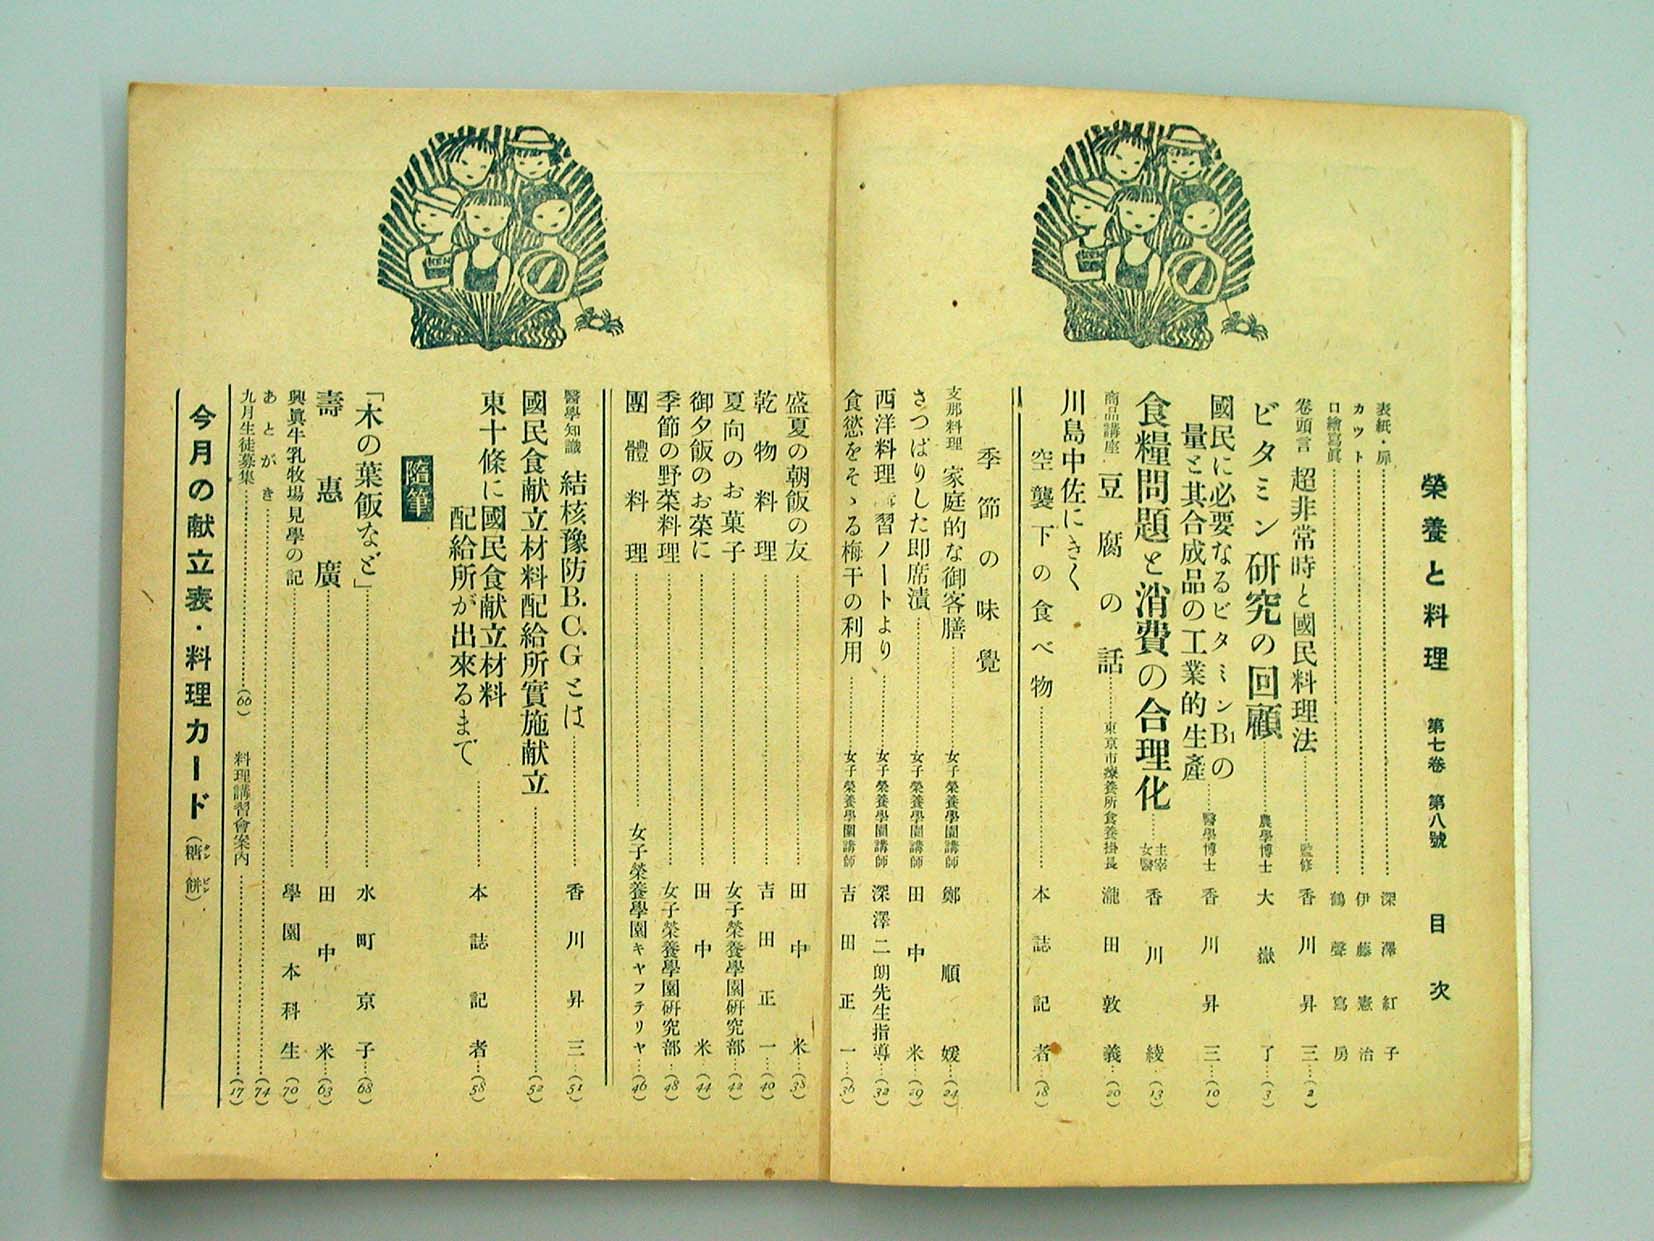 榮養と料理 第七卷 第八號 目次
表紙・扉……深澤紅子
カツト……伊藤憲治
口繪寫眞……鶴聲寫房
卷頭言 超非常時と國民料理法……監修 香川昇三…(2)
ビタミン研究の回顧……農學博士 大嶽了…(3)
國民に必要なるビタミンB1の
量と其合成品の工業的生產……醫學博士 香川昇三…(10)
食糧問題と消費の合理化……主宰 女醫 香川綾…(13)
商品講座 豆腐の話……東京市療養所食養掛長 瀧田敦義…(20)
川島中佐にきく
空襲下の食べ物……本誌記者…(18)
季節の味覺
支那料理 家庭的な御客膳……女子榮養學園講師 鄭順媛…(24)
さつぱりした即席漬……女子榮養學園講師 田中米…(29)
西洋料理 講習ノートより……女子榮養學園講師 深澤二朗先生指導…(32)
食慾をそゝる梅干の利用……女子榮養學園講師 吉田正一…(36)
盛夏の朝飯の友……田中米…(38)
乾物料理……吉田正一…(40)
夏向のお菓子……女子榮養學園研究部…(42)
御夕飯のお菜に……田中米…(44)
季節の野菜料理……女子榮養學園研究部…(48)
團體料理……女子榮養學園キヤフテリヤ…(46)
醫學知識 結核豫防B.C.Gとは……香川昇三…(51)
國民食献立材料配給所實施献立……(52)
東十條に國民食献立材料
配給所が出來るまで……本誌記者…(58)
隨筆
「木の葉飯など」……水町京子…(68)
壽惠廣……田中米…(63)
興眞牛乳牧場見學の記……學園本科生…(70)
あとがき……(74)
九月生徒募集……(66) 料理講習會案内……(17)
今月の献立表・料理カード(糖餅 タンピン)
KEN
KEN